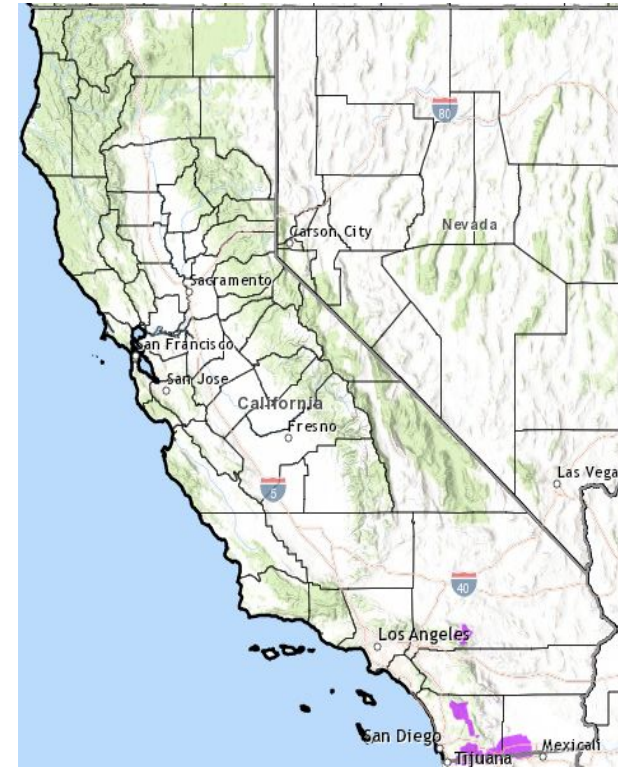 80
Nevada
Carson City
Sacramento
San Francisco
San Jose
California
Fresno
Las Vega
5
40
Los Angeles
San Diego
Mexicali
Tijuana